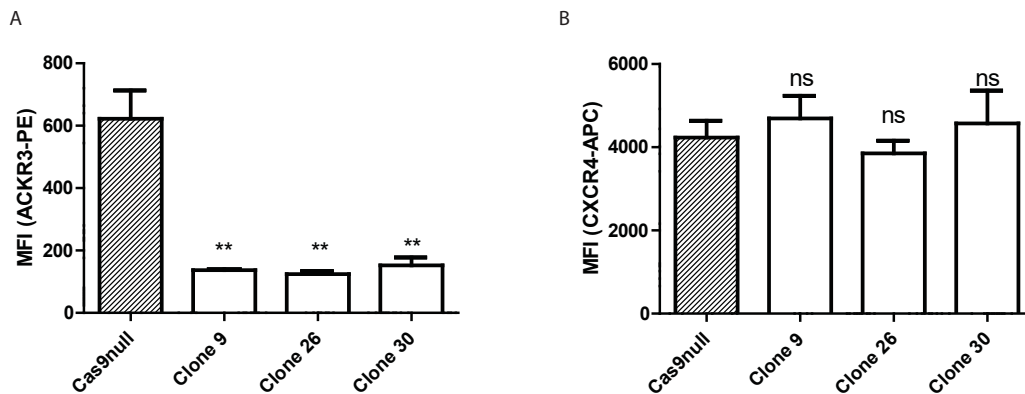 A
MFI (ACKR3-PE)
800
600
400
200
0
**
**
**
Cas9null
Clone 9
Clone 26
Clone 30
B
MFI (CXCR4-APC)
6000
4000
2000
0
ns
ns
ns
Cas9null
Clone 9
Clone 26
Clone 30